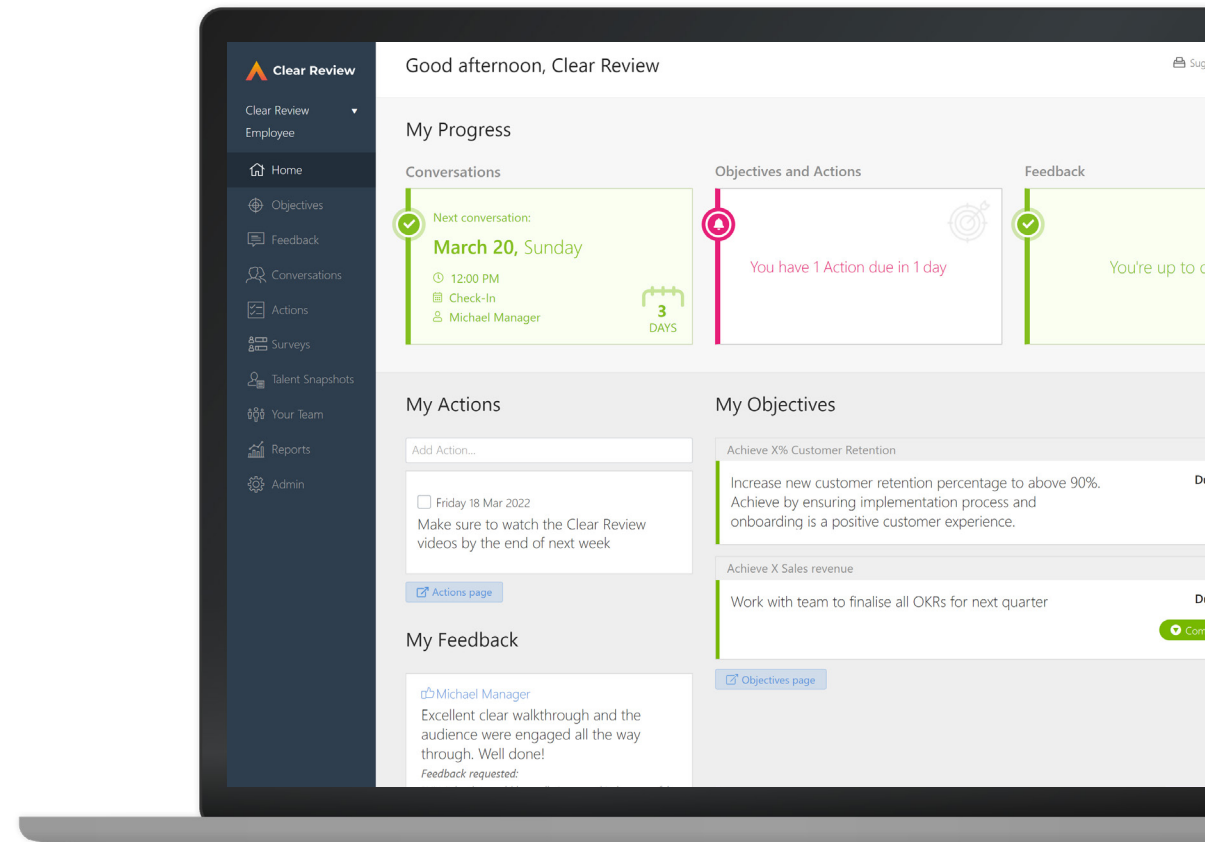 Clear Review
Good afternoon, Clear Review
Clear Review
Employee
Home
Objectives
Feedback
Conversations
Actions
Surveys
Talent Snapshots
Your Team
Reports
Admin
My Progress
Conversations
Next conversation:
March 20, Sunday
12:00 PM
Check-In
Michael Manager
3
DAYS
Objectives and Actions
You have 1 Action due in 1 day
Feedback
You're up to
My Actions
Add Action...
Friday 18 Mar 2022
Make sure to watch the Clear Review
videos by the end of next week
Actions page
My Feedback
Michael Manager
Excellent clear walkthrough and the
audience were engaged all the way
through. Well done!
Feedback requested:
My Objectives
Achieve X% Customer Retention
Increase new customer retention percentage to above 90%.
Achieve by ensuring implementation process and
onboarding is a positive customer experience.
Achieve X Sales revenue
Work with team to finalise all OKRs for next quarter
Objectives page